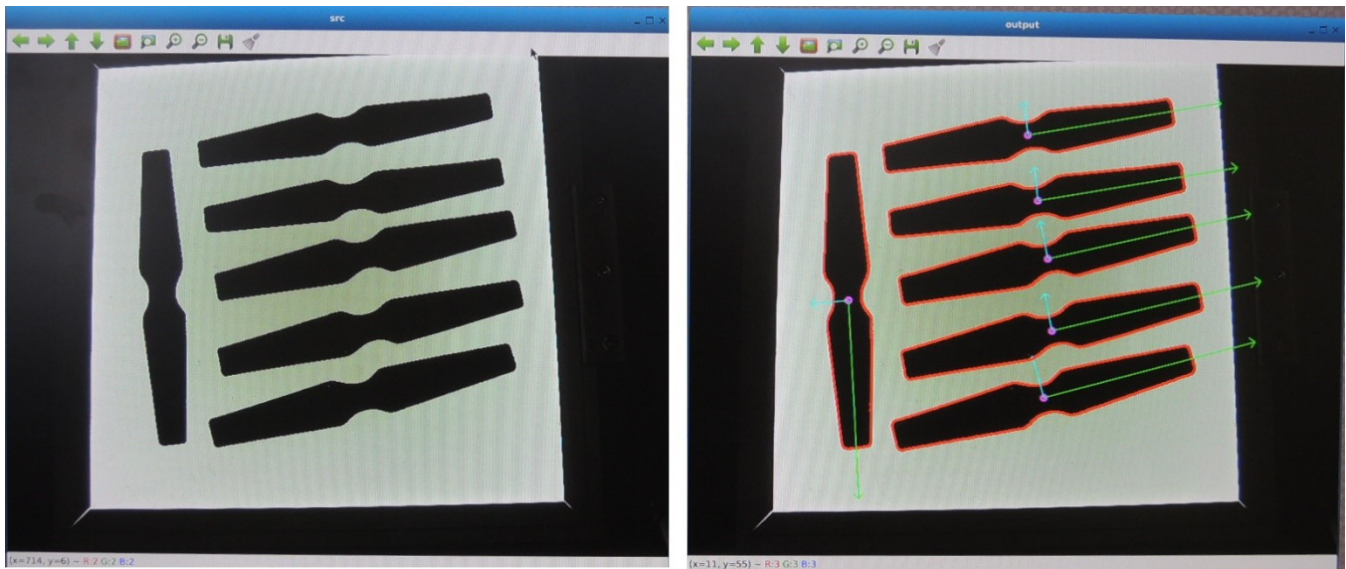 src
(x=714, y=6) ~ R:2 G:2 B:2
output
(x=11, y=55) ~ R:3 G:3 B:3